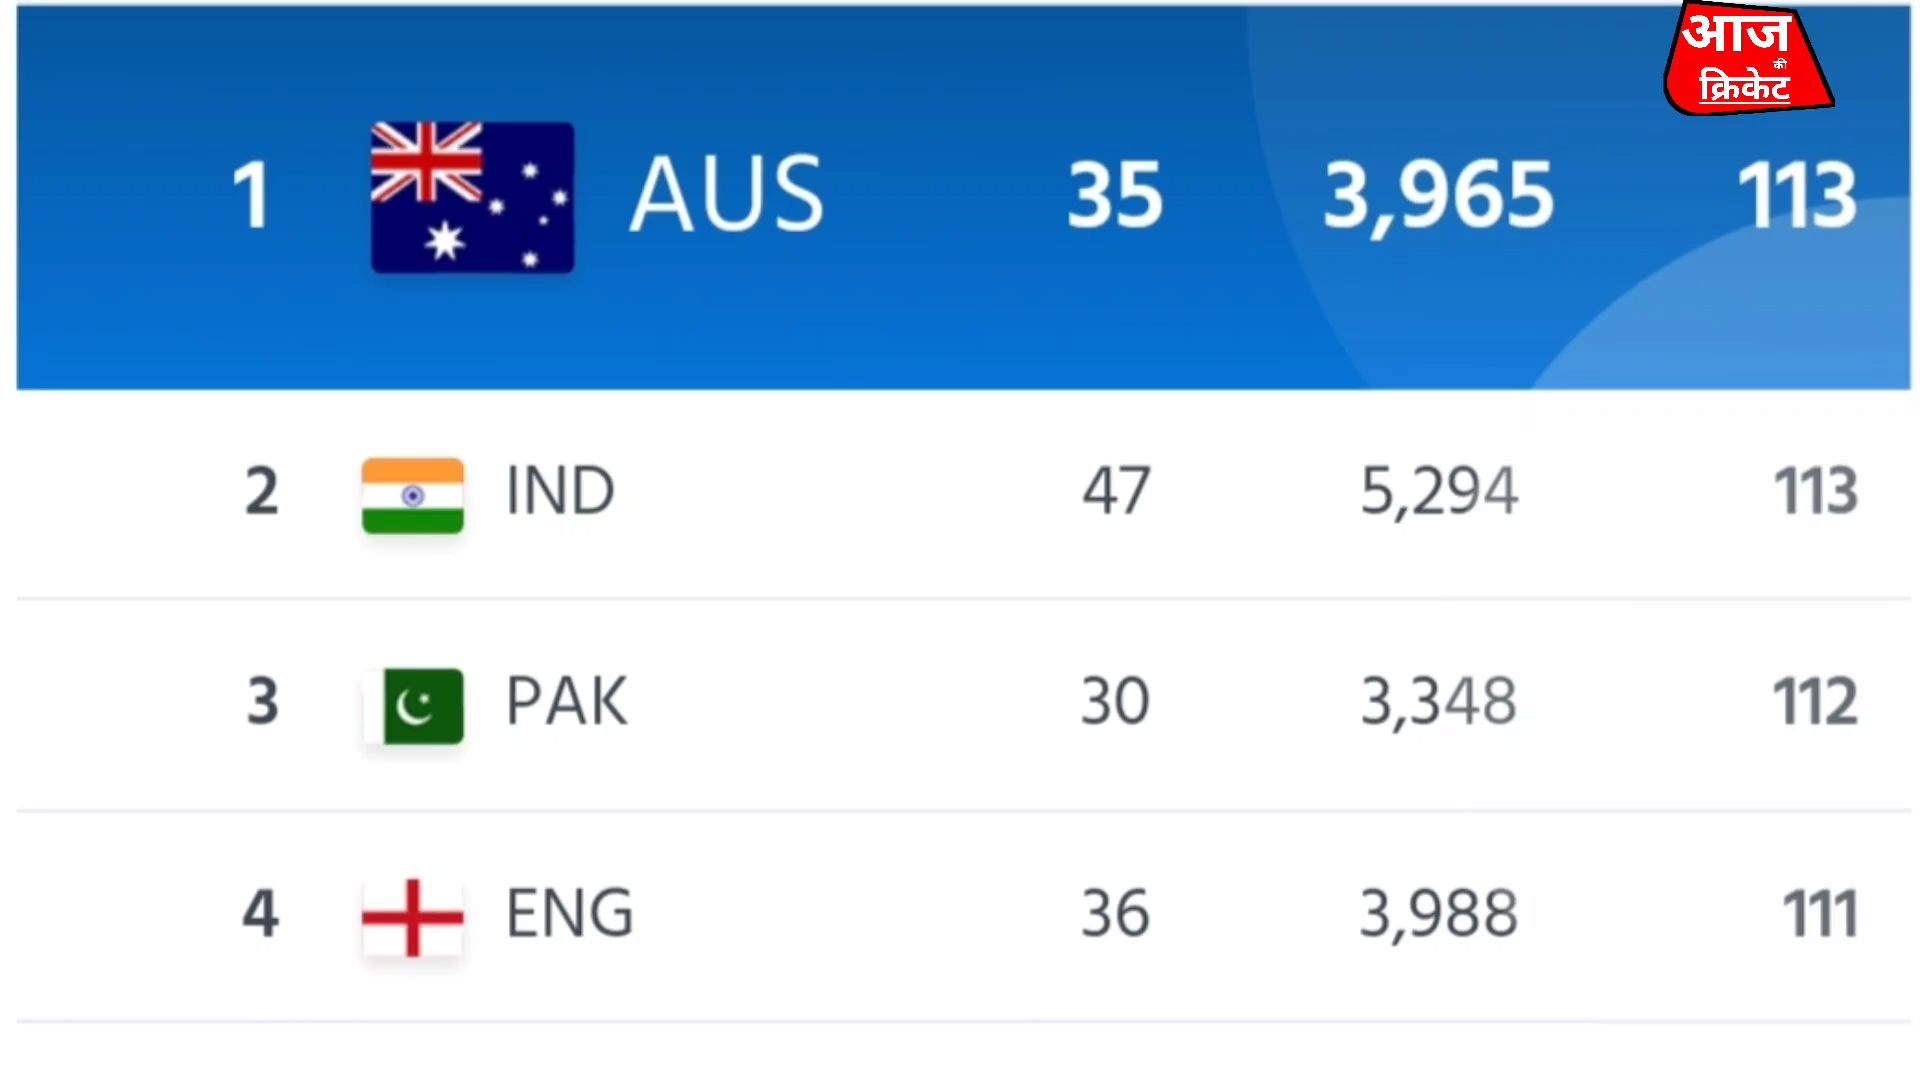 आज
की
क्रिकेट
1 AUS 35 3,965 113
2 IND 47 5,294 113
3 PAK 30 3,348 112
4 ENG 36 3,988 111